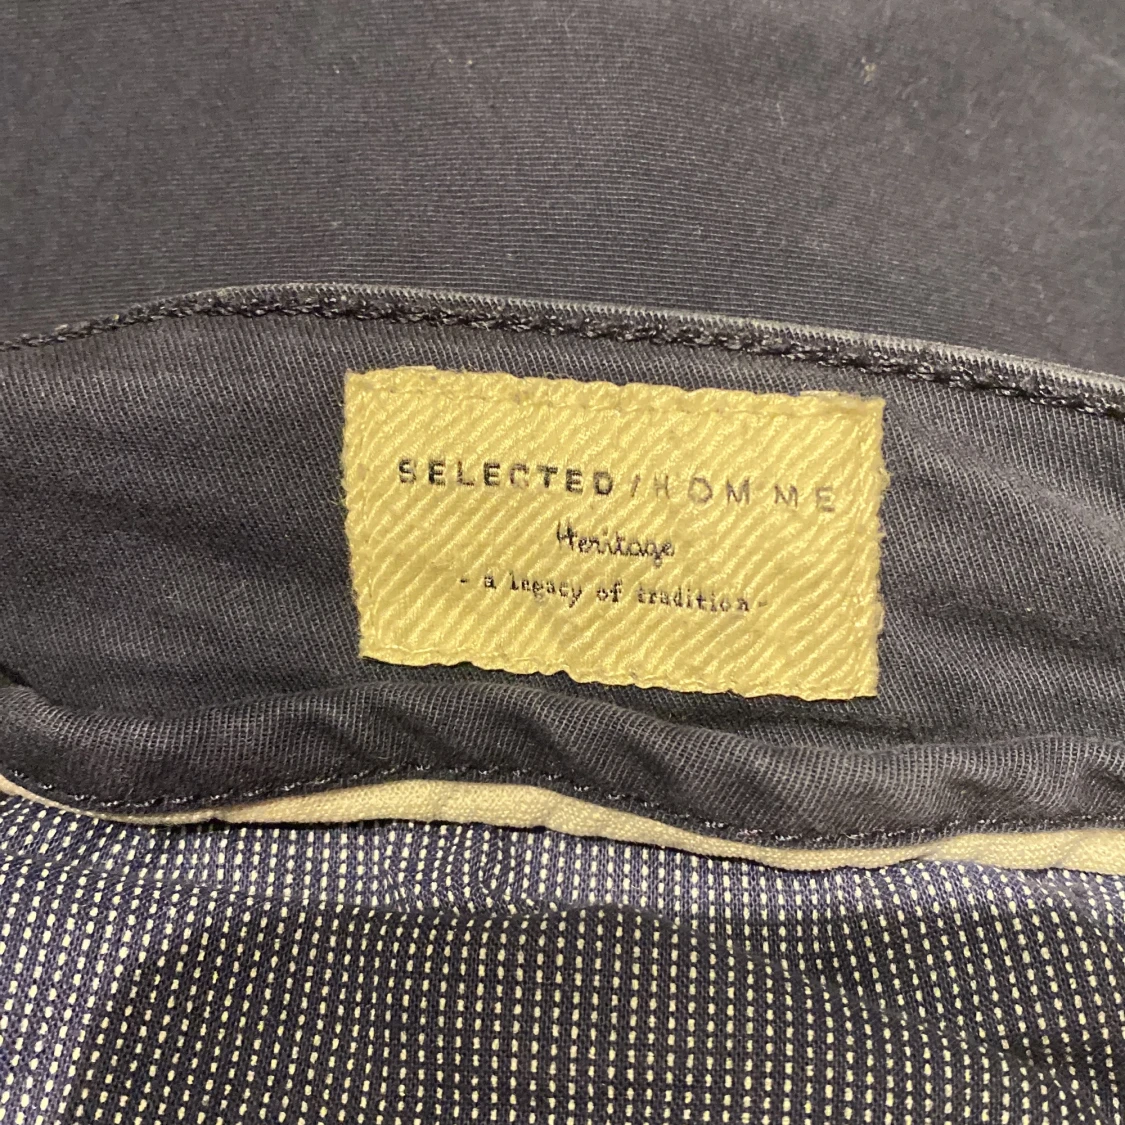 SELECTED/HOMME
Heritage
- a legacy of tradition -